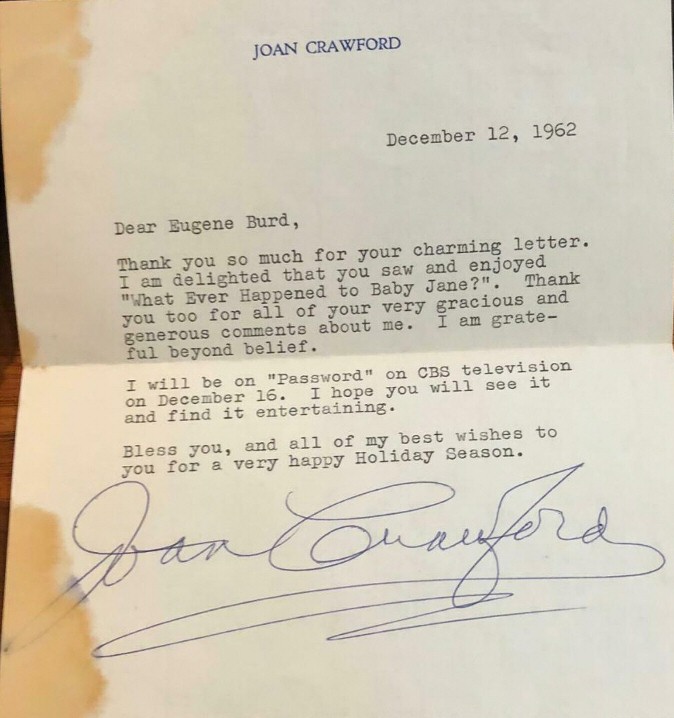 JOAN CRAWFORD
December 12, 1962
Dear Eugene Burd,
Thank you so much for your charming letter.
I am delighted that you saw and enjoyed
"What Ever Happened to Baby Jane?". Thank
you too for all of your very gracious and
generous comments about me. I am grate-
ful beyond belief.
I will be on "Password" on CBS television
on December 16. I hope you will see it
and find it entertaining.
Bless you, and all of my best wishes to
you for a very happy Holiday Season.
Joan Crawford